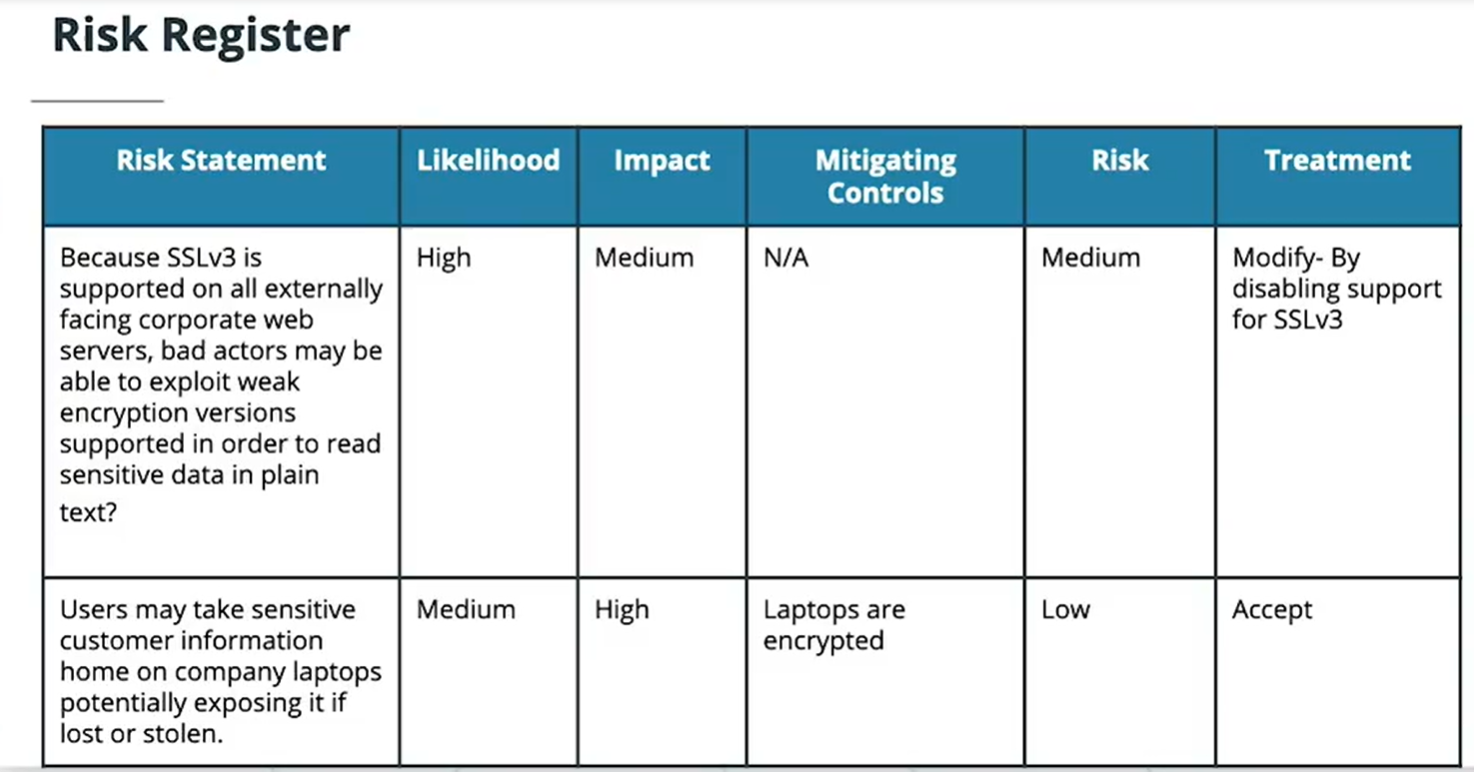 Risk Register
Risk Statement
Likelihood
Impact
Mitigating
Controls
Risk
Treatment
Because SSLv3 is
supported on all externally
facing corporate web
servers, bad actors may be
able to exploit weak
encryption versions
supported in order to read
sensitive data in plain
text?
High
Medium
N/A
Medium
Modify- By
disabling support
for SSLv3
Users may take sensitive
customer information
home on company laptops
potentially exposing it if
lost or stolen.
Medium
High
Laptops are
encrypted
Low
Accept